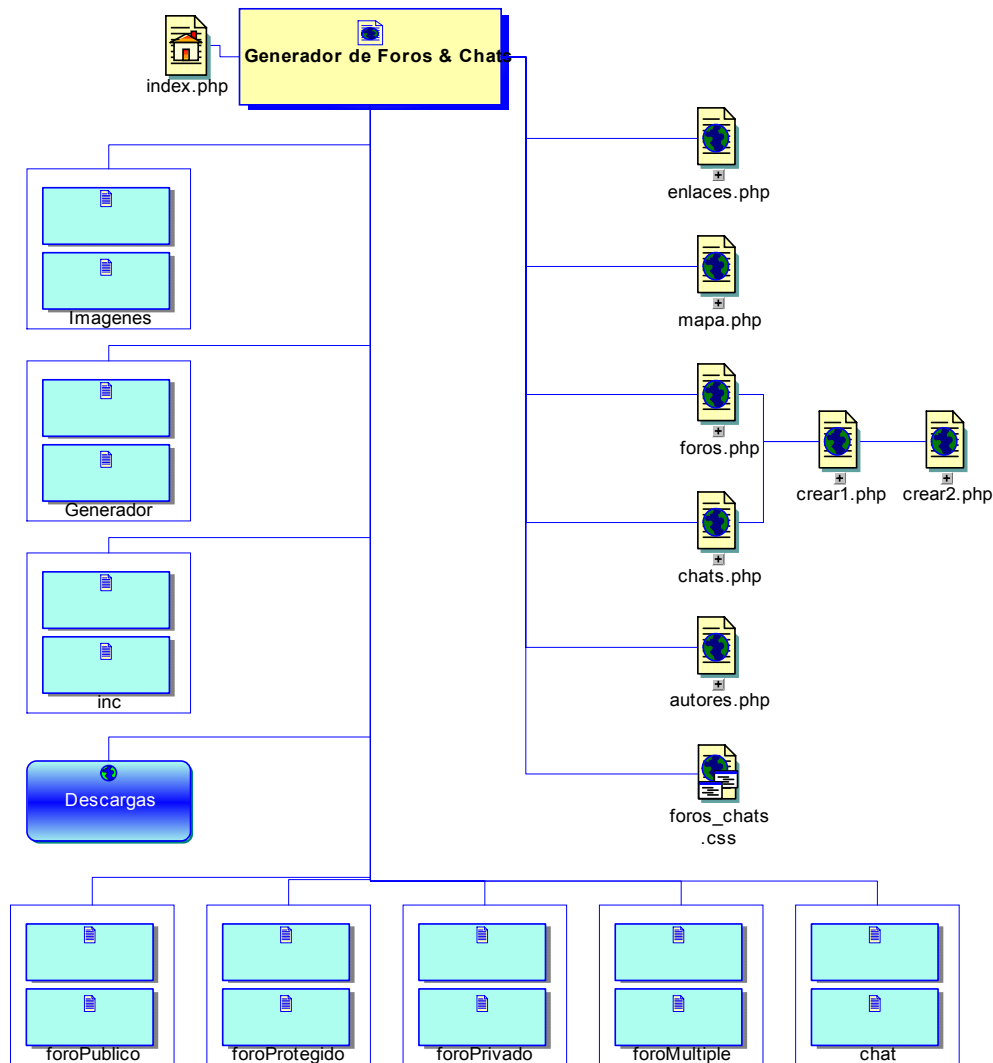 Generador de Foros & Chats
index.php
enlaces.php
Imagenes
mapa.php
foros.php
crear1.php
crear2.php
Generador
chats.php
inc
autores.php
Descargas
foros_chats
.css
foroPublico
foroProtegido
foroPrivado
foroMultiple
chat